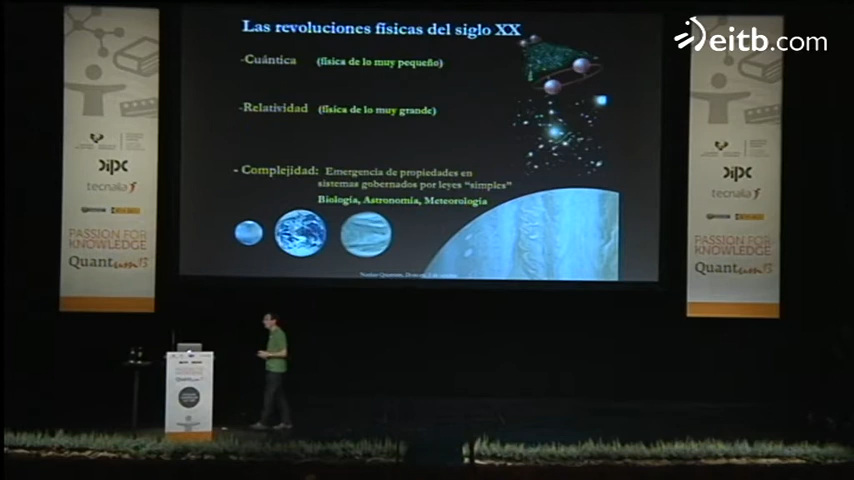 Las revoluciones físicas del siglo XX
-Cuántica (física de lo muy pequeño)
-Relatividad (física de lo muy grande)
- Complejidad: Emergencia de propiedades en
sistemas gobernados por leyes “simples”
Biología, Astronomía, Meteorología
eitb.com
dipc
tecnalia
PASSION FOR
KNOWLEDGE
Quantum13
dipc
tecnalia
PASSION FOR
KNOWLEDGE
Quantum13